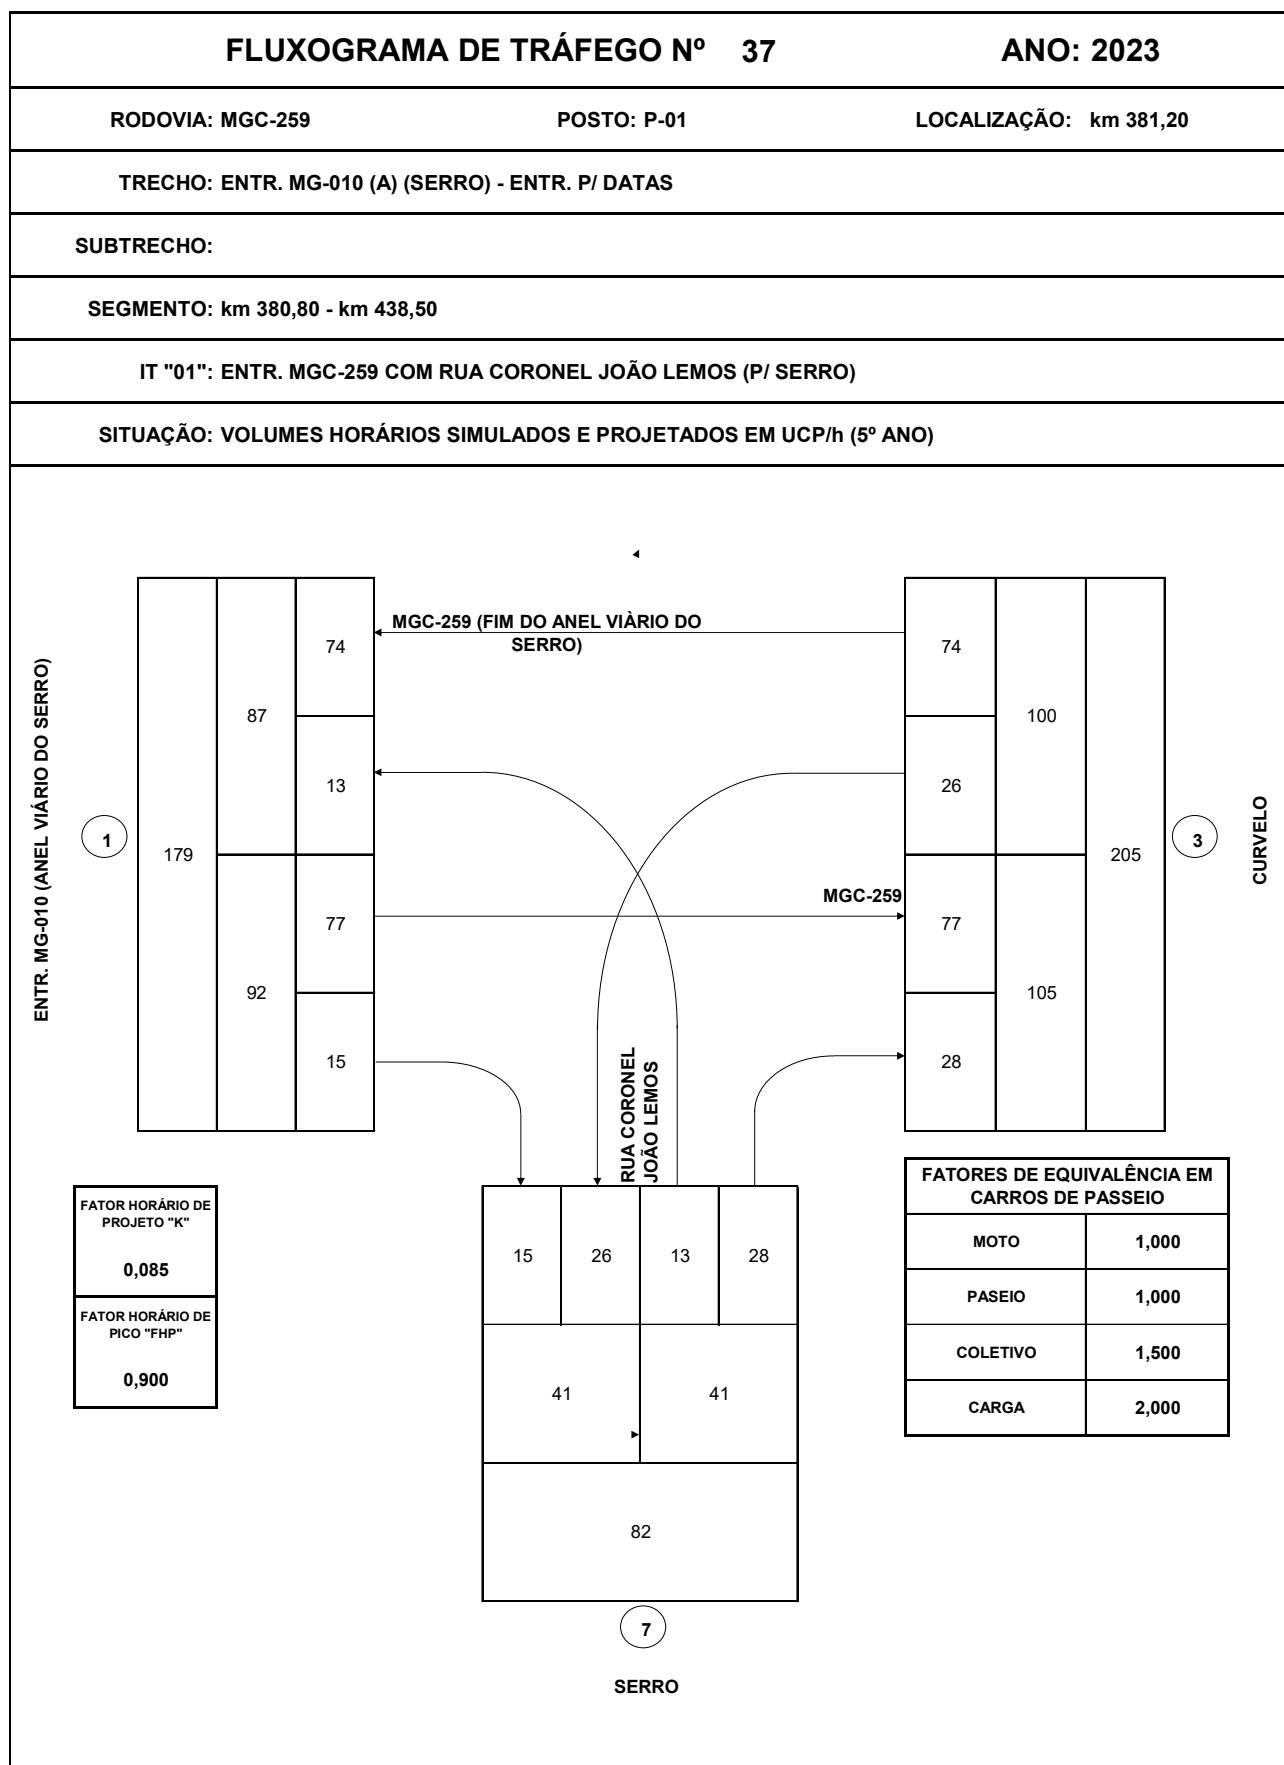 FLUXOGRAMA DE TRÁFEGO Nº 37 ANO: 2023
RODOVIA: MGC-259 POSTO: P-01 LOCALIZAÇÃO: km 381,20
TRECHO: ENTR. MG-010 (A) (SERRO) - ENTR. P/ DATAS
SUBTRECHO:
SEGMENTO: km 380,80 - km 438,50
IT "01": ENTR. MGC-259 COM RUA CORONEL JOÃO LEMOS (P/ SERRO)
SITUAÇÃO: VOLUMES HORÁRIOS SIMULADOS E PROJETADOS EM UCP/h (5º ANO)
ENTR. MG-010 (ANEL VIÁRIO DO SERRO)
1
179
87
92
74
13
77
15
MGC-259 (FIM DO ANEL VIÀRIO DO
SERRO)
MGC-259
74
26
77
28
100
105
205
3
CURVELO
RUA CORONEL
JOÃO LEMOS
15 26 13 28
41 41
82
7
SERRO
FATOR HORÁRIO DE
PROJETO "K"
0,085
FATOR HORÁRIO DE
PICO "FHP"
0,900
FATORES DE EQUIVALÊNCIA EM
CARROS DE PASSEIO
MOTO 1,000
PASEIO 1,000
COLETIVO 1,500
CARGA 2,000